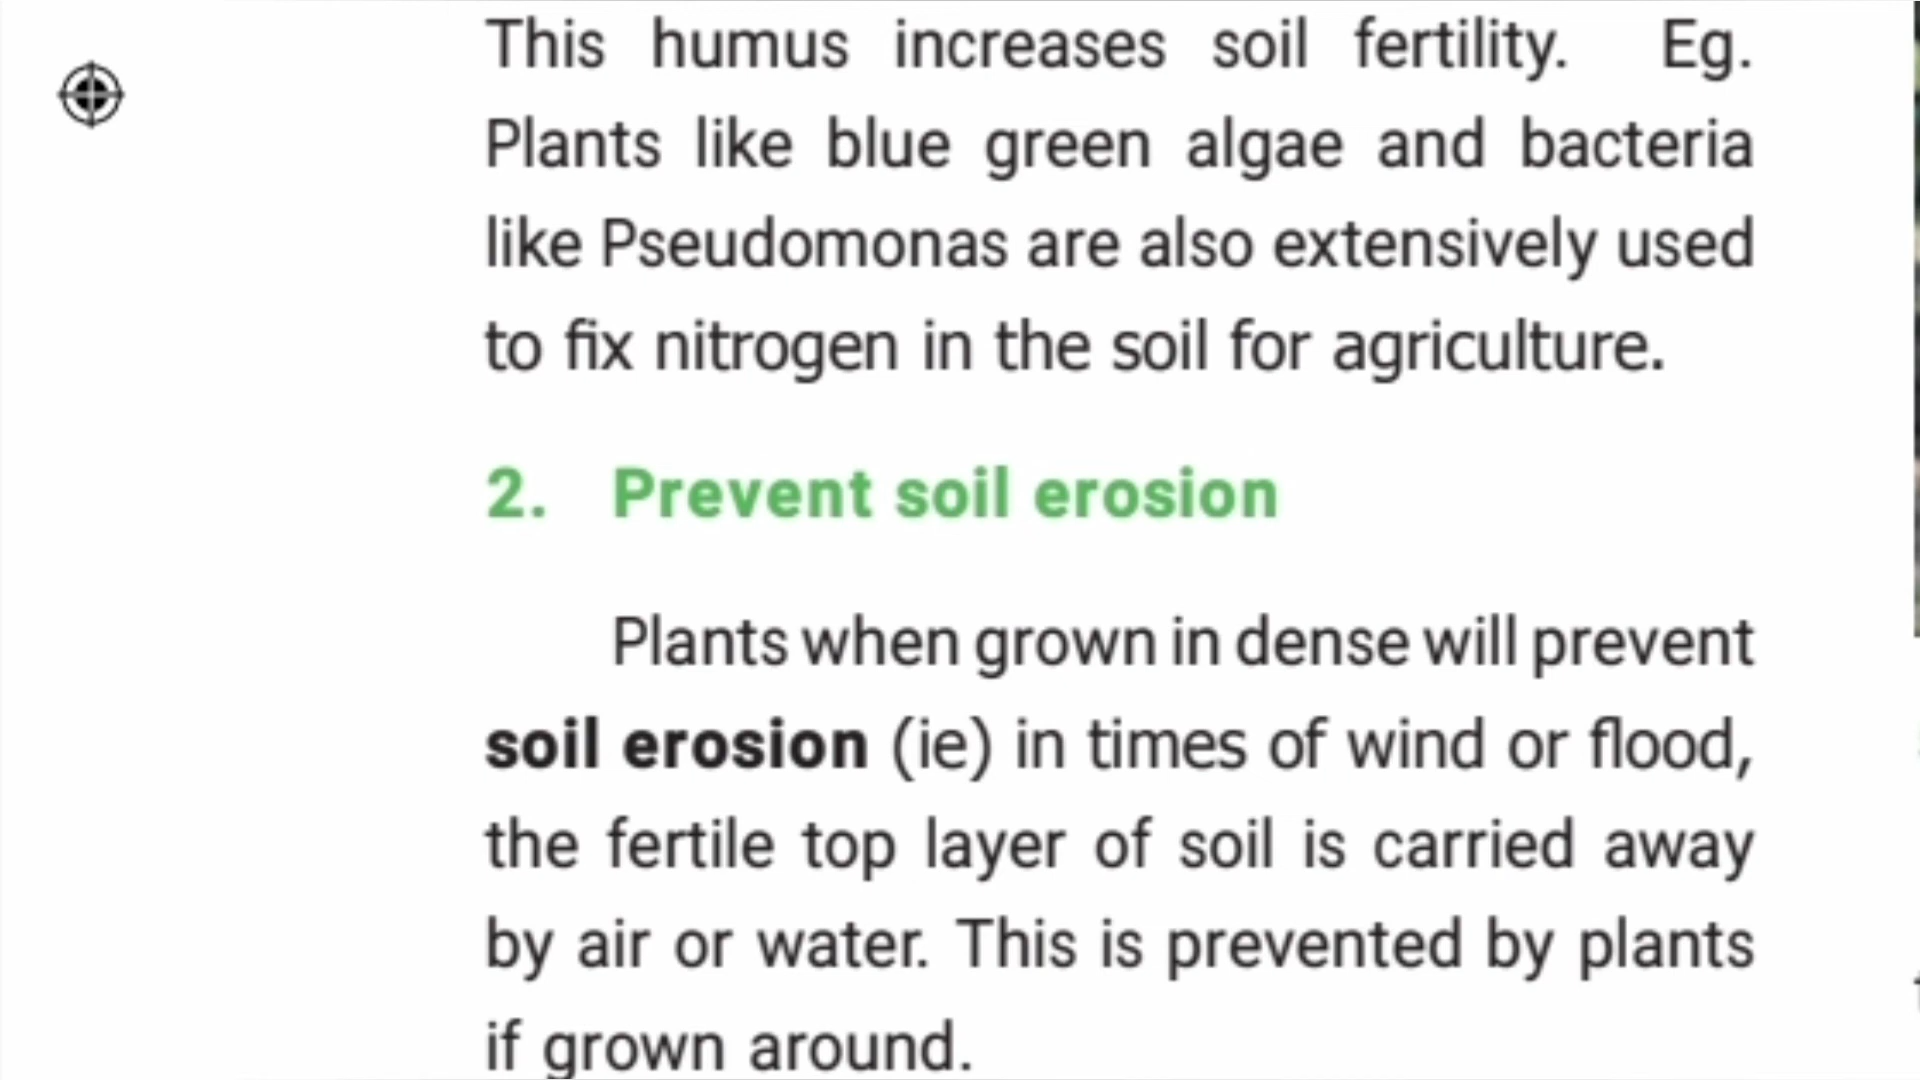 This humus increases soil fertility. Eg.
Plants like blue green algae and bacteria
like Pseudomonas are also extensively used
to fix nitrogen in the soil for agriculture.
2. Prevent soil erosion
Plants when grown in dense will prevent
soil erosion (ie) in times of wind or flood,
the fertile top layer of soil is carried away
by air or water. This is prevented by plants
if grown around.